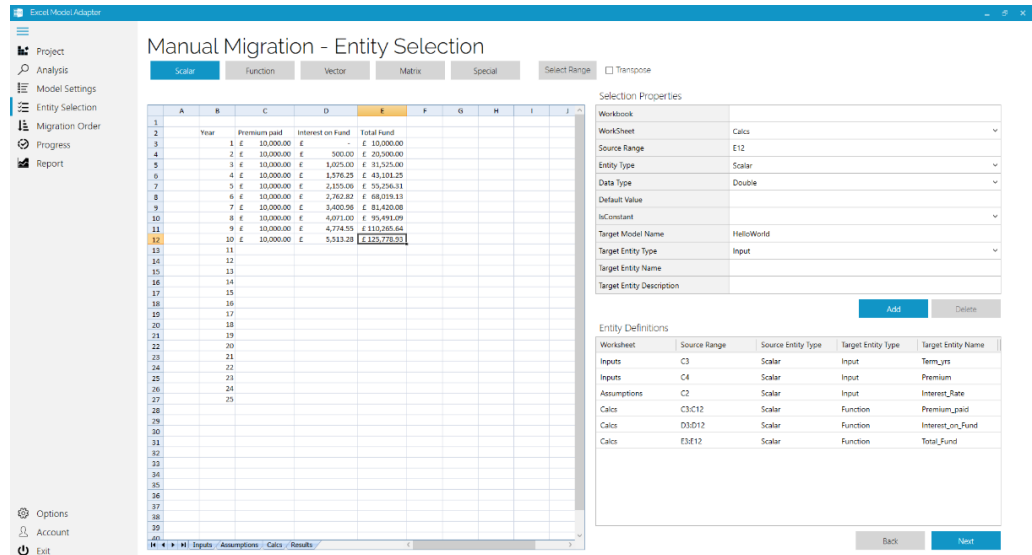 Excel Model Adapter
Project
Analysis
Model Settings
Entity Selection
Migration Order
Progress
Report
Options
Account
Exit
Manual Migration - Entity Selection
Scalar Function Vector Matrix Special Select Range Transpose
A B C D E F G H I J
1
2 Year Premium paid Interest on Fund Total Fund
3 1 £ 10,000.00 £ - £ 10,000.00
4 2 £ 10,000.00 £ 500.00 £ 20,500.00
5 3 £ 10,000.00 £ 1,025.00 £ 31,525.00
6 4 £ 10,000.00 £ 1,576.25 £ 43,101.25
7 5 £ 10,000.00 £ 2,155.06 £ 55,256.31
8 6 £ 10,000.00 £ 2,762.82 £ 68,019.13
9 7 £ 10,000.00 £ 3,400.96 £ 81,420.08
10 8 £ 10,000.00 £ 4,071.00 £ 95,491.09
11 9 £ 10,000.00 £ 4,774.55 £ 110,265.64
12 10 £ 10,000.00 £ 5,513.28 £ 125,778.93
13 11
14 12
15 13
16 14
17 15
18 16
19 17
20 18
21 19
22 20
23 21
24 22
25 23
26 24
27 25
28
29
30
31
32
33
34
35
36
37
38
39
40
Inputs Assumptions Calcs Results
Selection Properties
Workbook
WorkSheet Calcs
Source Range E12
Entity Type Scalar
Data Type Double
Default Value
IsConstant
Target Model Name HelloWorld
Target Entity Type Input
Target Entity Name
Target Entity Description
Add Delete
Entity Definitions
Worksheet Source Range Source Entity Type Target Entity Type Target Entity Name
Inputs C3 Scalar Input Term_yrs
Inputs C4 Scalar Input Premium
Assumptions C2 Scalar Input Interest_Rate
Calcs C3:C12 Scalar Function Premium_paid
Calcs D3:D12 Scalar Function Interest_on_Fund
Calcs E3:E12 Scalar Function Total_Fund
Back Next